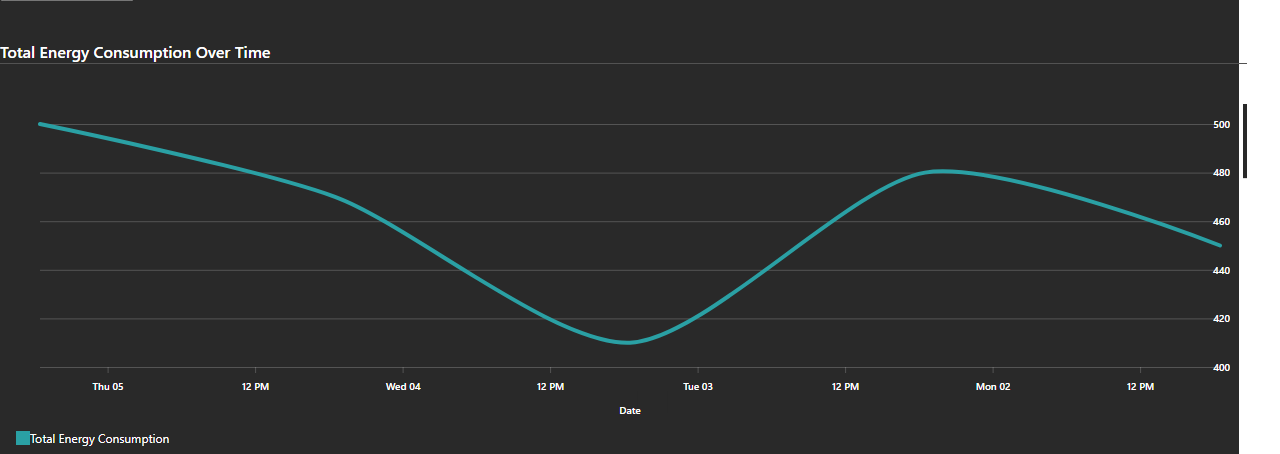 Total Energy Consumption Over Time
500
480
460
440
420
400
Thu 05 12 PM Wed 04 12 PM Tue 03 12 PM Mon 02 12 PM
Date
Total Energy Consumption